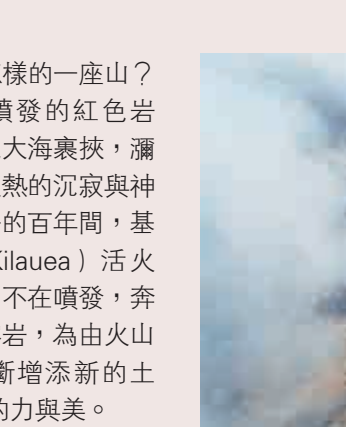 樣的一座山？
噴發的紅色岩
大海裹挾，瀰
熱的沉寂與神
的百年間，基
Kilauea）活火
不在噴發，奔
岩，為由火山
斷增添新的土
的力與美。